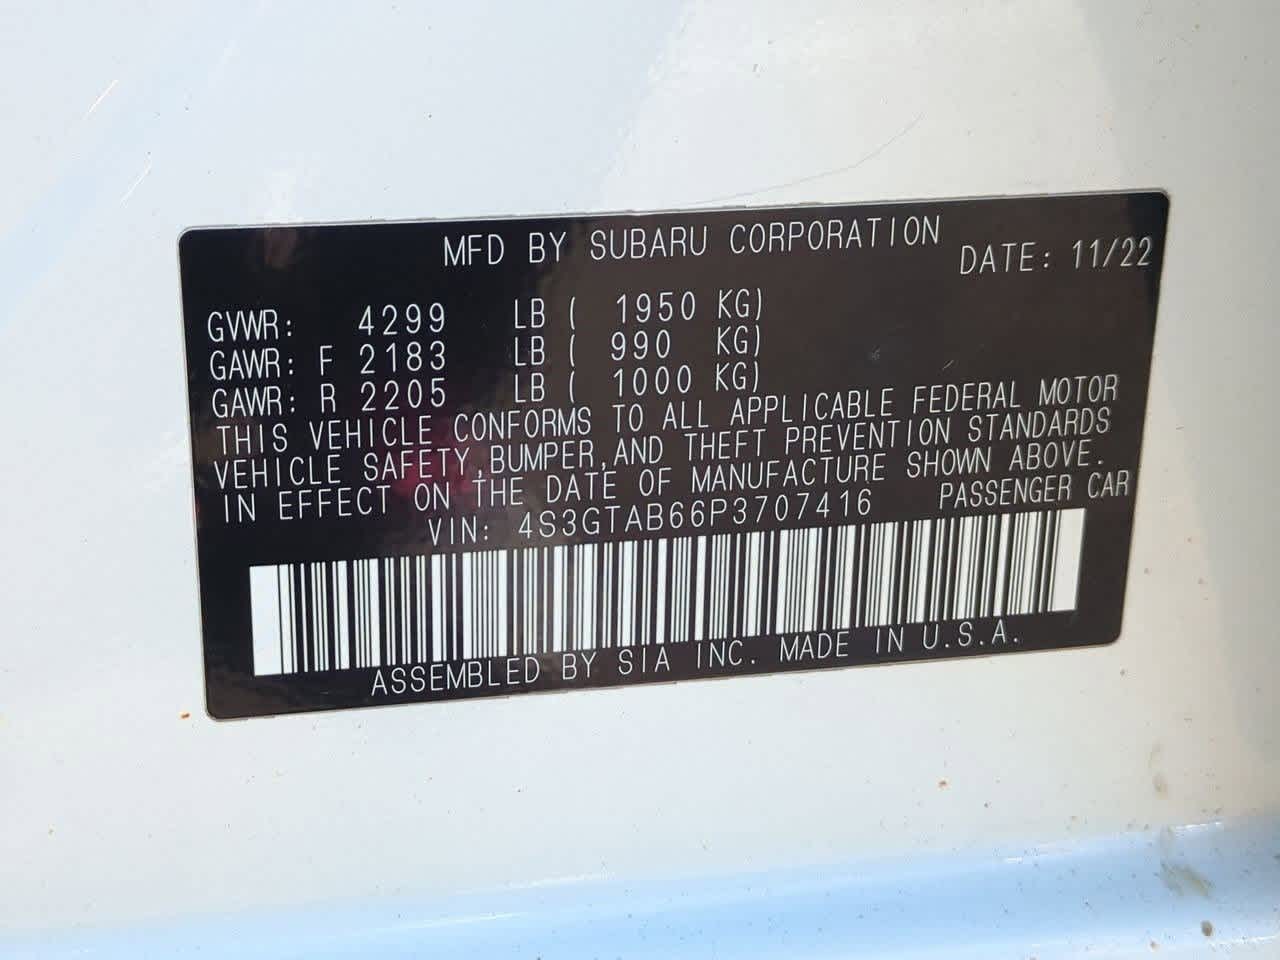 MFD BY SUBARU CORPORATION DATE: 11/22
GVWR: 4299 LB ( 1950 KG)
GAWR: F 2183 LB ( 990 KG)
GAWR: R 2205 LB ( 1000 KG)
THIS VEHICLE CONFORMS TO ALL APPLICABLE FEDERAL MOTOR
VEHICLE SAFETY,BUMPER,AND THEFT PREVENTION STANDARDS
IN EFFECT ON THE DATE OF MANUFACTURE SHOWN ABOVE.
VIN: 4S3GTAB66P3707416 PASSENGER CAR
ASSEMBLED BY SIA INC. MADE IN U.S.A.